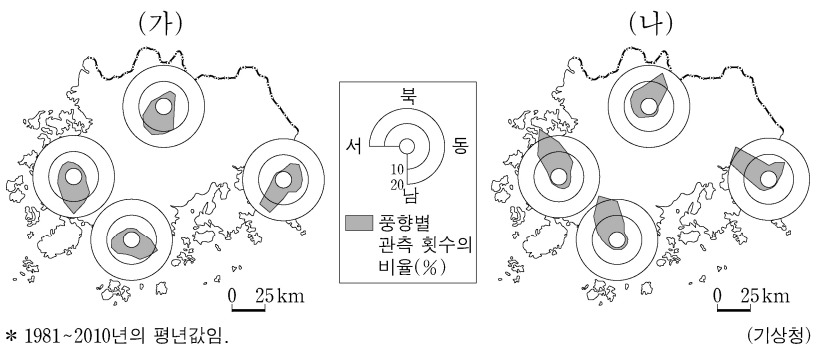 (가)
(나)
북
서
동
10
20
남
풍향별
관측 횟수의
비율(%)
0 25 km
0 25 km
* 1981~2010년의 평년값임.
(기상청)